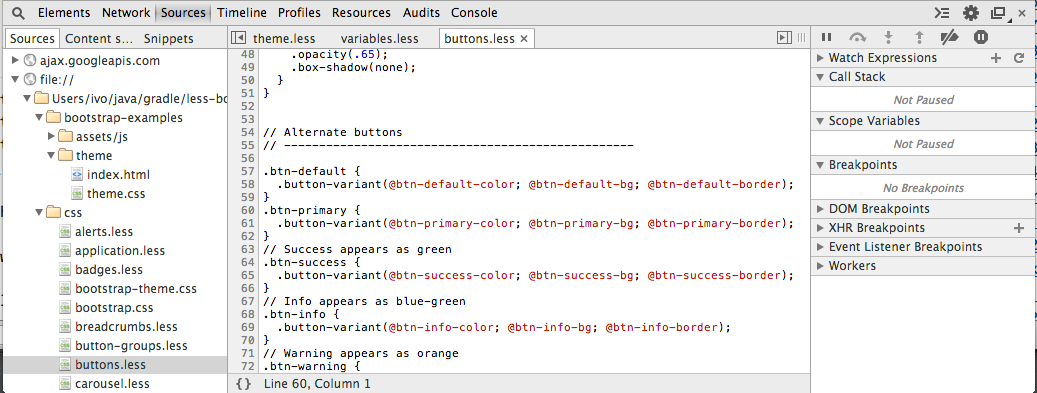 Elements Network Sources Timeline Profiles Resources Audits Console
Sources Content s... Snippets
ajax.googleapis.com
file://
Users/ivo/java/gradle/less-bo
bootstrap-examples
assets/js
theme
index.html
theme.css
css
alerts.less
application.less
badges.less
bootstrap-theme.css
bootstrap.css
breadcrumbs.less
button-groups.less
buttons.less
carousel.less
theme.less variables.less buttons.less ×
48 .opacity(.65);
49 .box-shadow(none);
50 }
51 }
52
53
54 // Alternate buttons
55 // --------------------------------------------------
56
57 .btn-default {
58 .button-variant(@btn-default-color; @btn-default-bg; @btn-default-border);
59 }
60 .btn-primary {
61 .button-variant(@btn-primary-color; @btn-primary-bg; @btn-primary-border);
62 }
63 // Success appears as green
64 .btn-success {
65 .button-variant(@btn-success-color; @btn-success-bg; @btn-success-border);
66 }
67 // Info appears as blue-green
68 .btn-info {
69 .button-variant(@btn-info-color; @btn-info-bg; @btn-info-border);
70 }
71 // Warning appears as orange
72 .btn-warning {
{} Line 60, Column 1
Watch Expressions
Call Stack
Not Paused
Scope Variables
Not Paused
Breakpoints
No Breakpoints
DOM Breakpoints
XHR Breakpoints
Event Listener Breakpoints
Workers